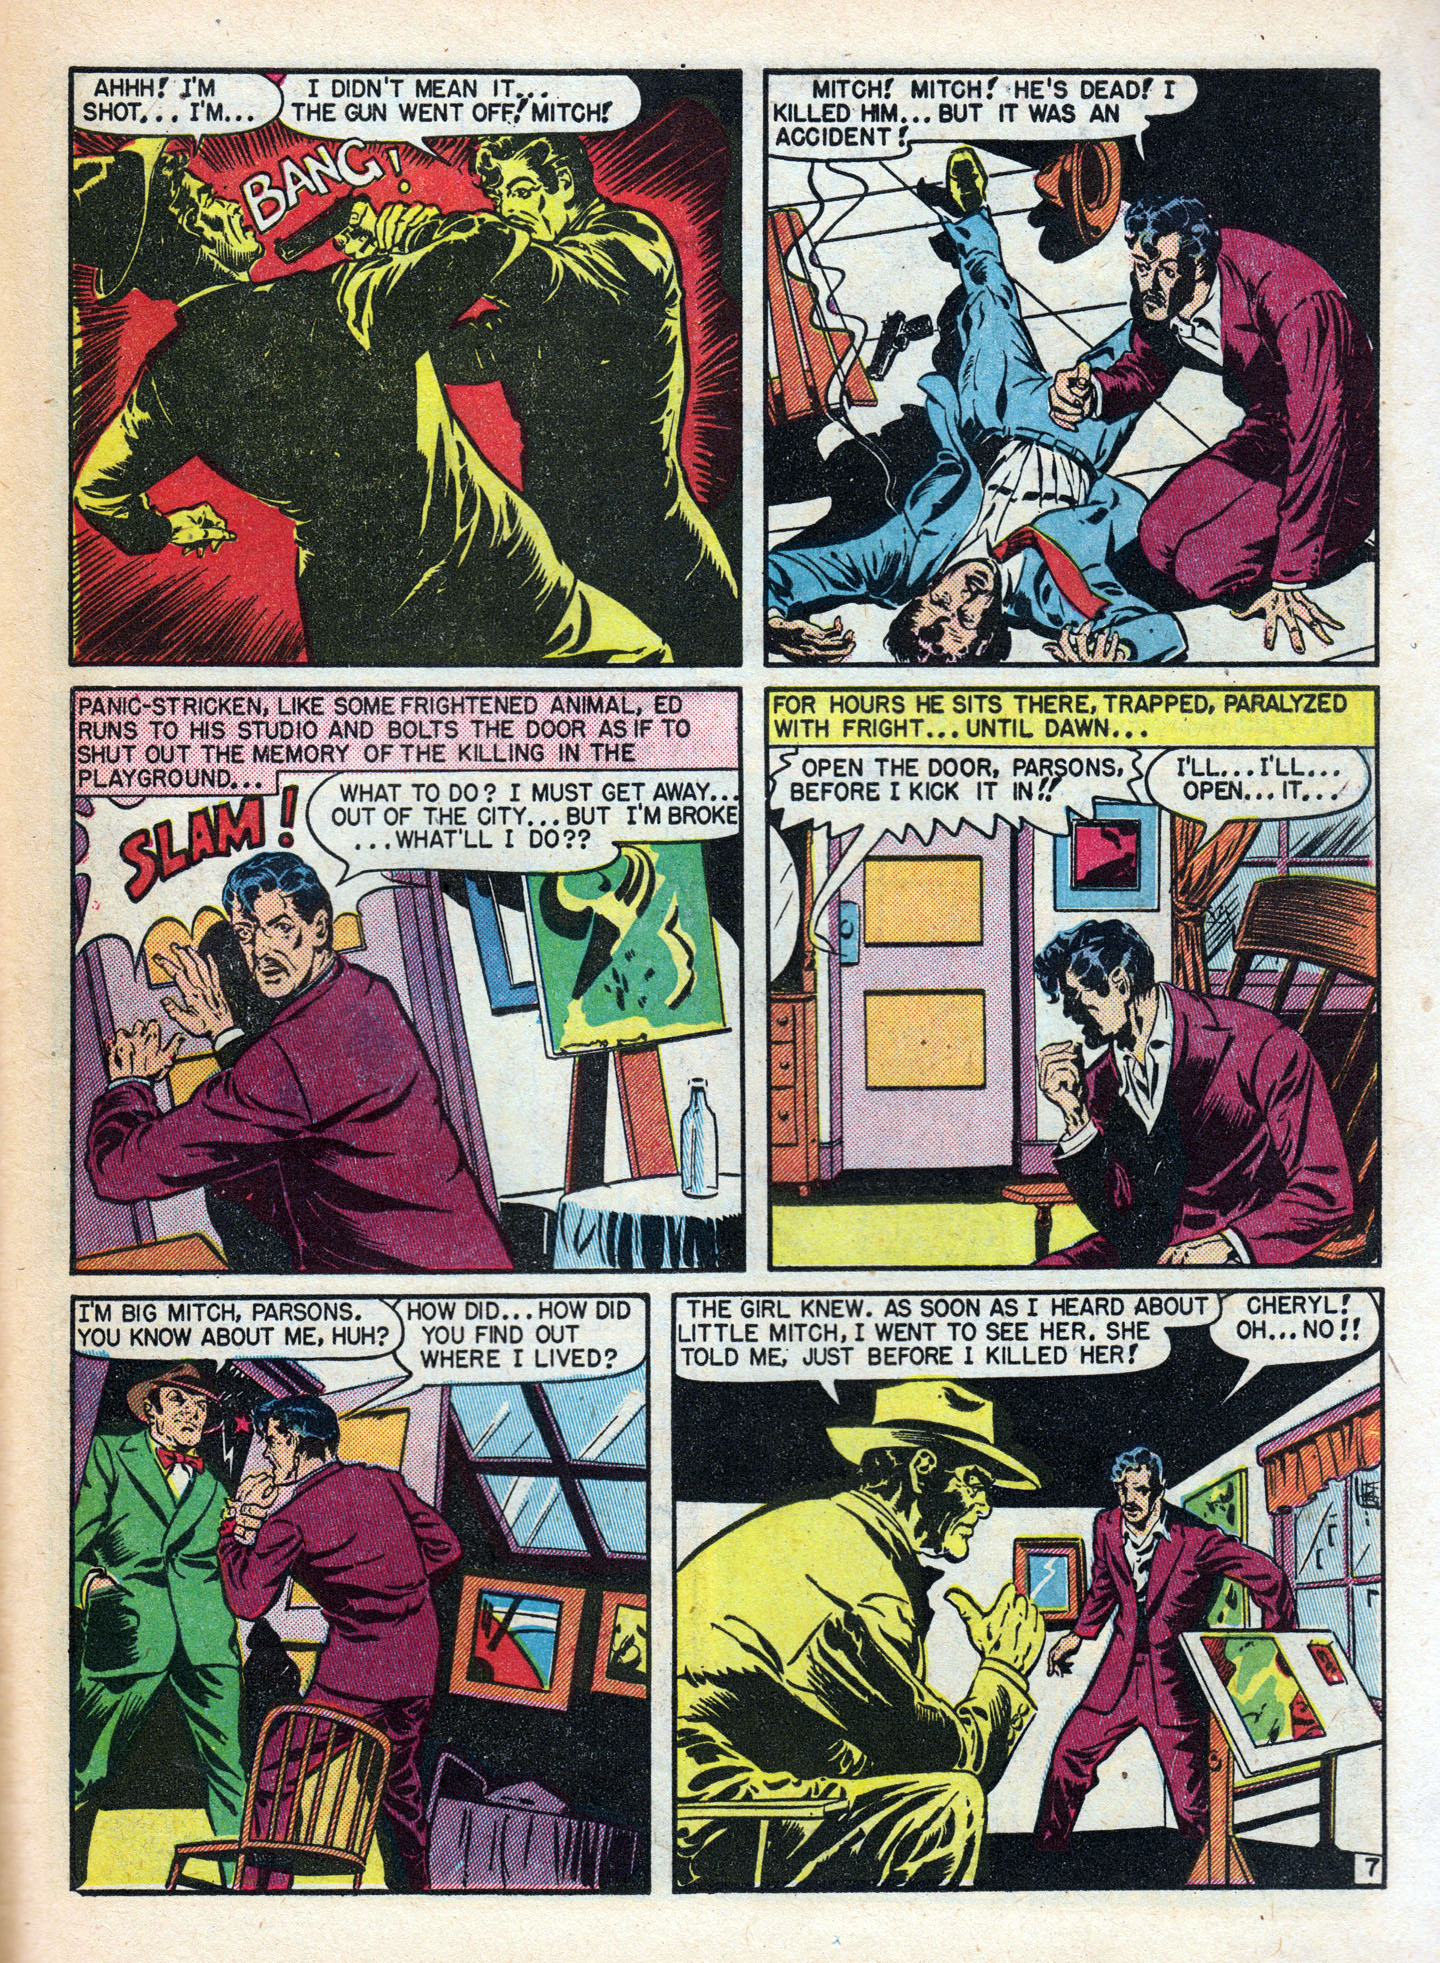 AHHH! I'M
SHOT... I'M...
I DIDN'T MEAN IT...
THE GUN WENT OFF! MITCH!
BANG!
MITCH! MITCH! HE'S DEAD! I
KILLED HIM... BUT IT WAS AN
ACCIDENT!
PANIC-STRICKEN, LIKE SOME FRIGHTENED ANIMAL, ED
RUNS TO HIS STUDIO AND BOLTS THE DOOR AS IF TO
SHUT OUT THE MEMORY OF THE KILLING IN THE
PLAYGROUND...
SLAM!
WHAT TO DO? I MUST GET AWAY...
OUT OF THE CITY... BUT I'M BROKE
...WHAT'LL I DO??
FOR HOURS HE SITS THERE, TRAPPED, PARALYZED
WITH FRIGHT... UNTIL DAWN...
OPEN THE DOOR, PARSONS,
BEFORE I KICK IT IN!!
I'LL...I'LL...
OPEN...IT...
I'M BIG MITCH, PARSONS.
YOU KNOW ABOUT ME, HUH?
HOW DID...HOW DID
YOU FIND OUT
WHERE I LIVED?
THE GIRL KNEW. AS SOON AS I HEARD ABOUT
LITTLE MITCH, I WENT TO SEE HER. SHE
TOLD ME, JUST BEFORE I KILLED HER!
CHERYL!
OH...NO!!
7